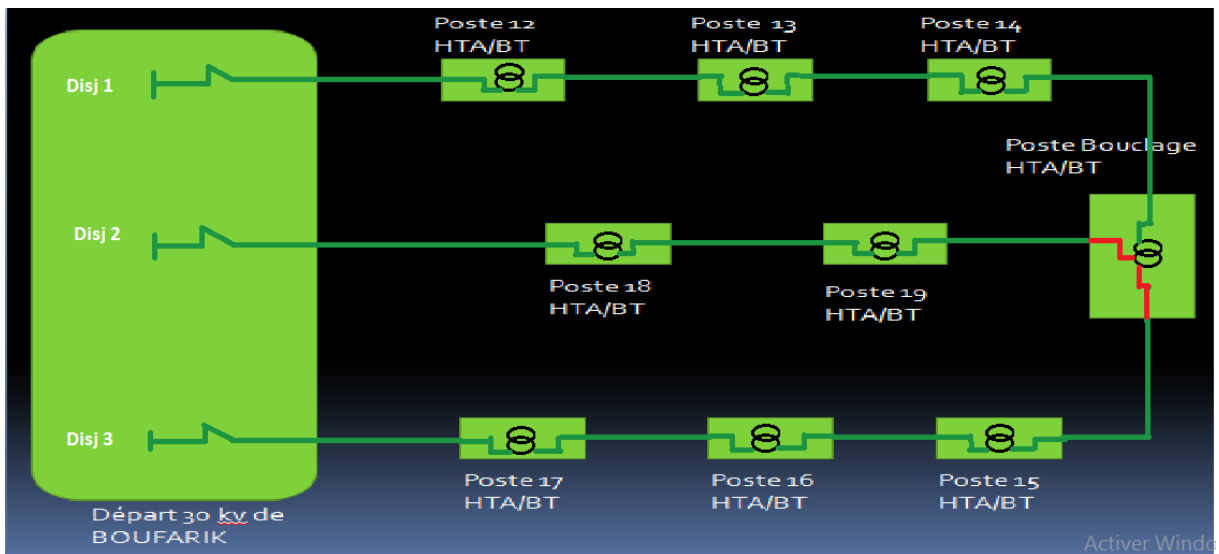 Poste 12
HTA/BT
Poste 13
HTA/BT
Poste 14
HTA/BT
Disj 1
Poste Bouclage
HTA/BT
Disj 2
Poste 18
HTA/BT
Poste 19
HTA/BT
Disj 3
Poste 17
HTA/BT
Poste 16
HTA/BT
Poste 15
HTA/BT
Départ 30 kv de
BOUFARIK
Activer Windo